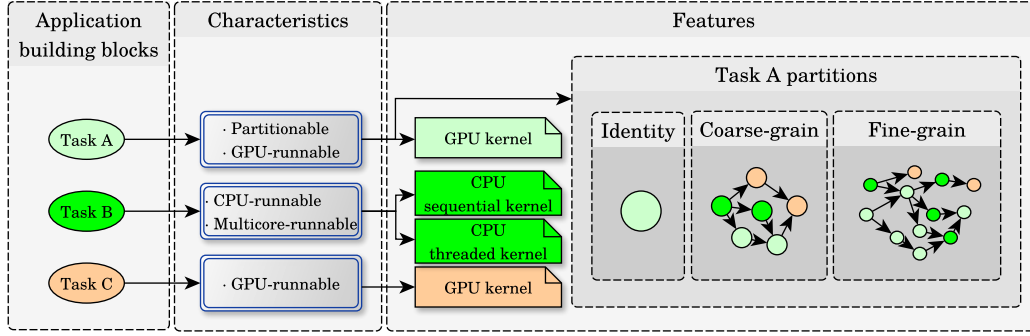 Application
building blocks
Characteristics
Features
Task A partitions
Task A
· Partitionable
· GPU-runnable
GPU kernel
Identity
Coarse-grain
Fine-grain
Task B
· CPU-runnable
· Multicore-runnable
CPU
sequential kernel
CPU
threaded kernel
Task C
· GPU-runnable
GPU kernel